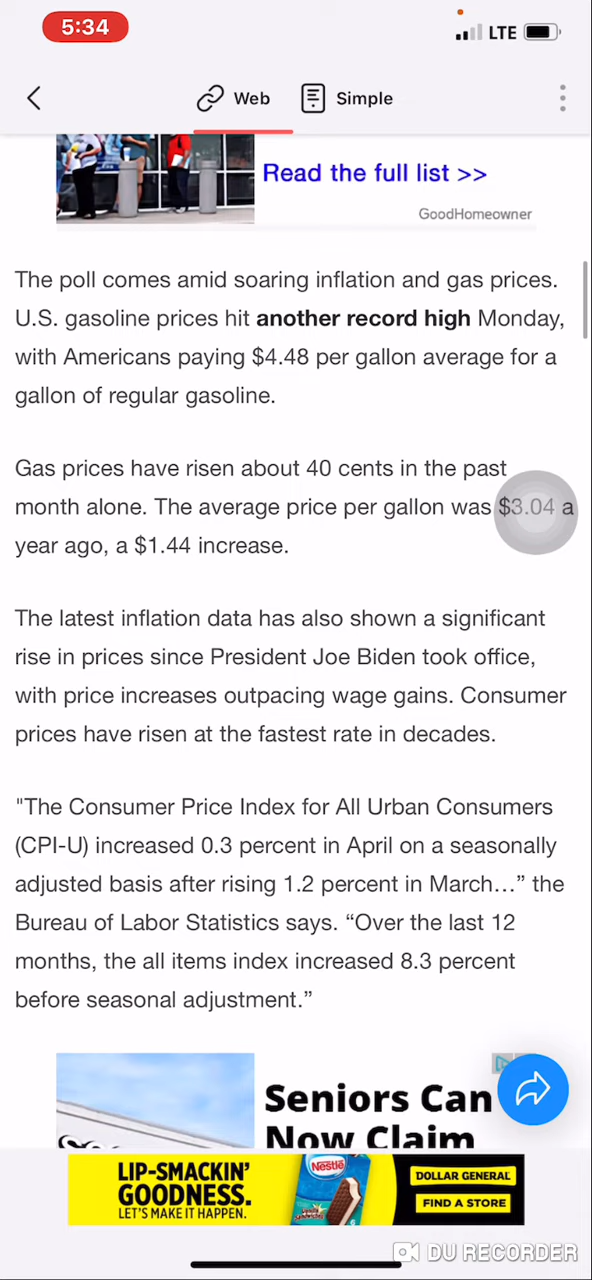 5:34
LTE
Web
Simple
Read the full list >>
GoodHomeowner
The poll comes amid soaring inflation and gas prices.
U.S. gasoline prices hit another record high Monday,
with Americans paying $4.48 per gallon average for a
gallon of regular gasoline.
Gas prices have risen about 40 cents in the past
month alone. The average price per gallon was $3.04 a
year ago, a $1.44 increase.
The latest inflation data has also shown a significant
rise in prices since President Joe Biden took office,
with price increases outpacing wage gains. Consumer
prices have risen at the fastest rate in decades.
"The Consumer Price Index for All Urban Consumers
(CPI-U) increased 0.3 percent in April on a seasonally
adjusted basis after rising 1.2 percent in March…” the
Bureau of Labor Statistics says. “Over the last 12
months, the all items index increased 8.3 percent
before seasonal adjustment.”
Seniors Can
Now Claim
LIP-SMACKIN’
GOODNESS.
LET'S MAKE IT HAPPEN.
Nestle
DOLLAR GENERAL
FIND A STORE
DU RECORDER